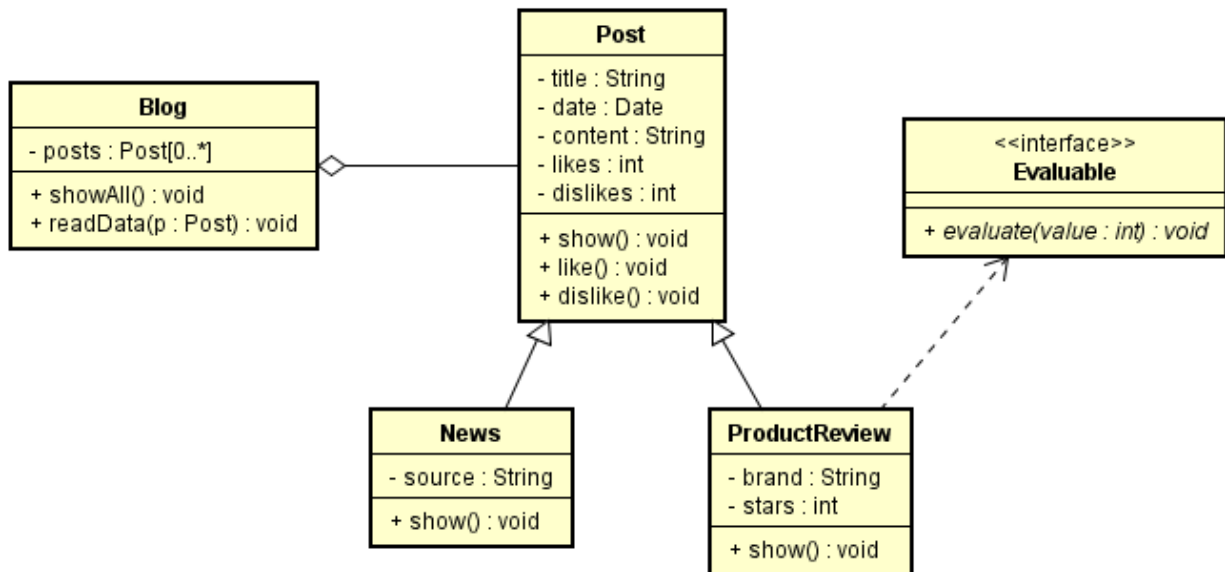 Blog
- posts : Post[0..*]
+ showAll() : void
+ readData(p : Post) : void
Post
- title : String
- date : Date
- content : String
- likes : int
- dislikes : int
+ show() : void
+ like() : void
+ dislike() : void
<<interface>>
Evaluable
+ evaluate(value : int) : void
News
- source : String
+ show() : void
ProductReview
- brand : String
- stars : int
+ show() : void